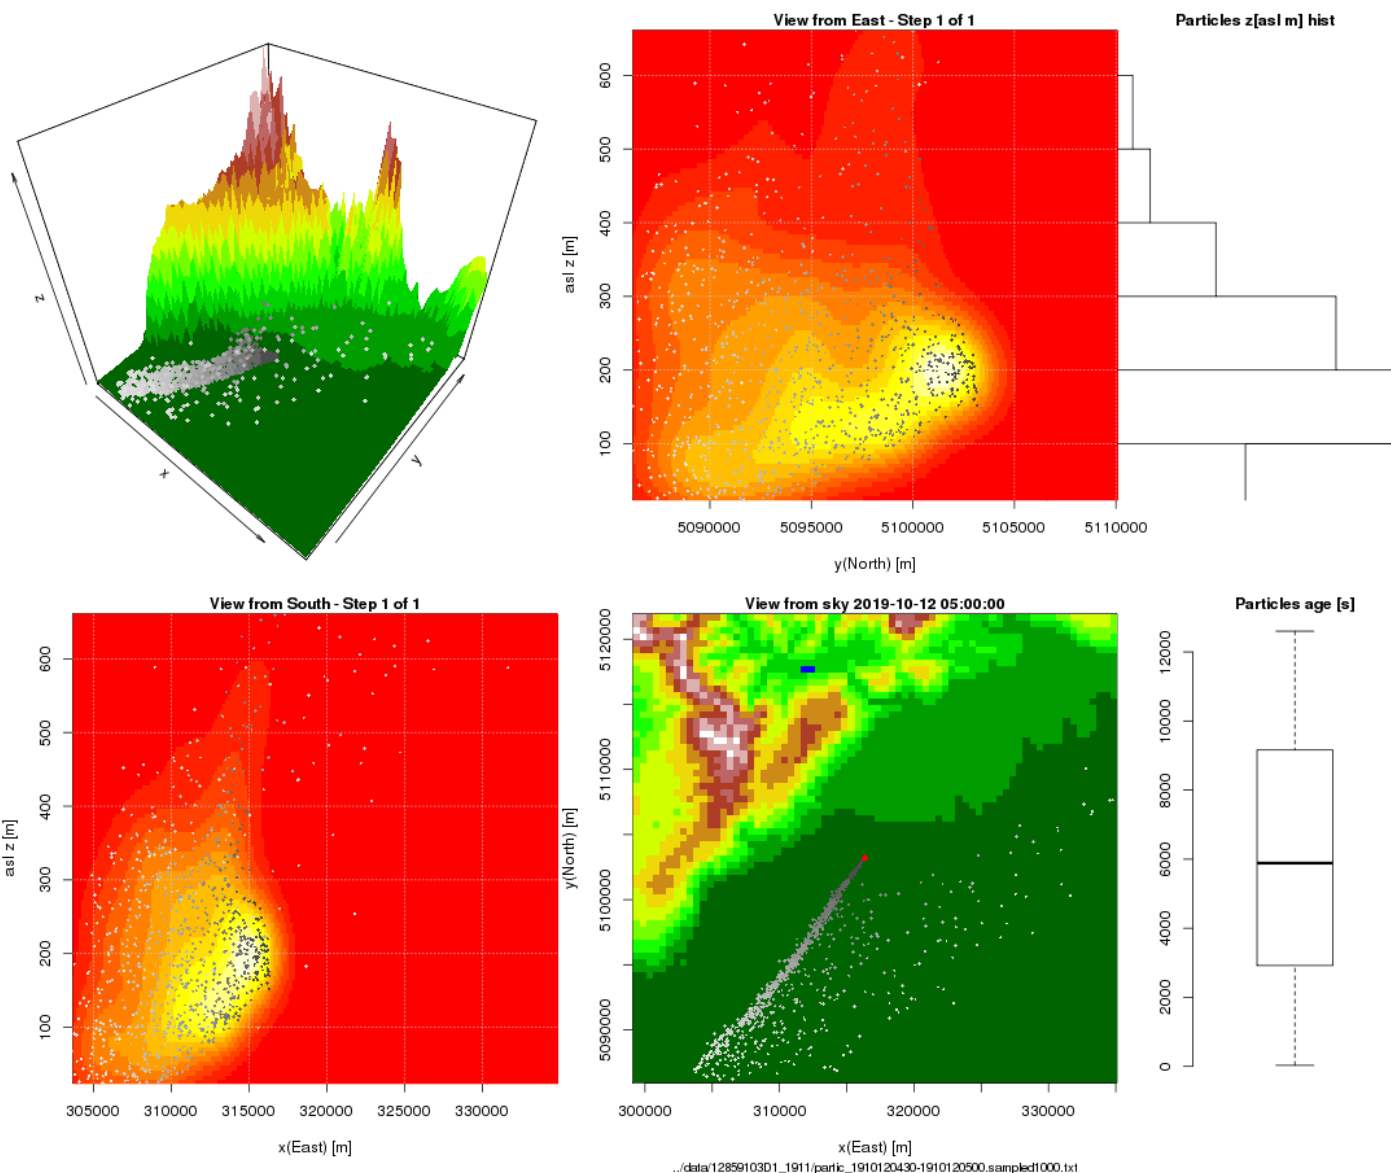 View from East - Step 1 of 1
Particles z[asl m] hist
z
x
y
asl z [m]
600
500
400
300
200
100
5090000 5095000 5100000 5105000 5110000
y(North) [m]
View from South - Step 1 of 1
asl z [m]
600
500
400
300
200
100
305000 310000 315000 320000 325000 330000
x(East) [m]
View from sky 2019-10-12 05:00:00
y(North) [m]
5120000
5110000
5100000
5090000
300000 310000 320000 330000
x(East) [m]
Particles age [s]
12000
10000
8000
6000
4000
2000
0
../data/12859103D1_1911/partic_1910120430-1910120500.sampled1000.txt